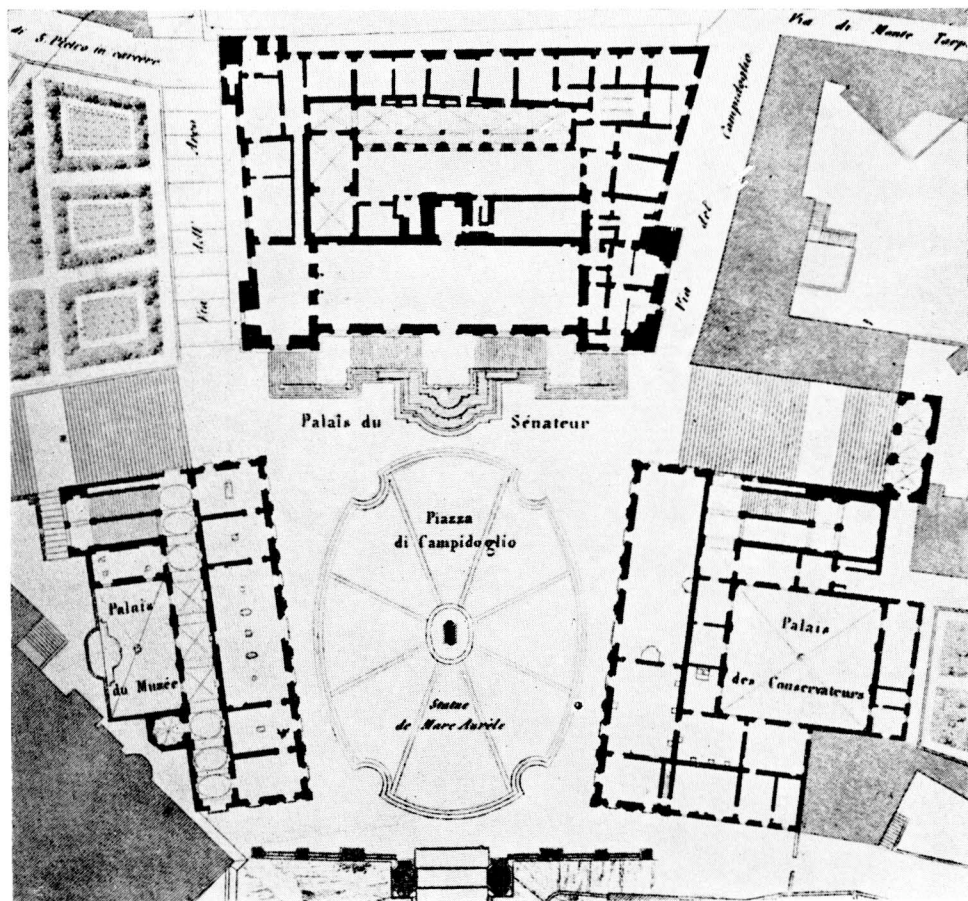 di S. Pietro in carcere
Via di Monte Tarp
Via dell' Arco
Via del Campidoglio
Palais du Sénateur
Piazza
di Campidoglio
Palais
du Musée
Palais
des Conservateurs
Statue
de Marc Aurèle